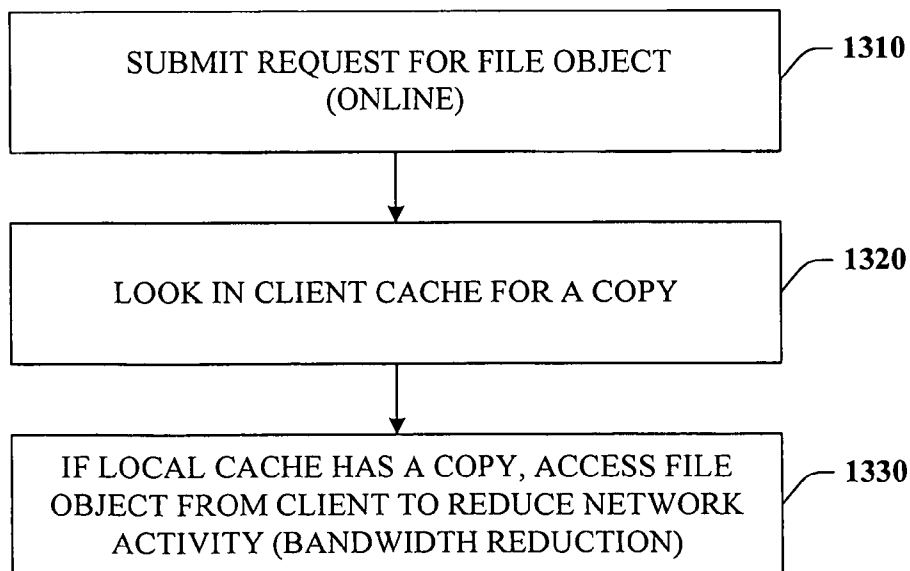 SUBMIT REQUEST FOR FILE OBJECT
(ONLINE)
1310
LOOK IN CLIENT CACHE FOR A COPY
1320
IF LOCAL CACHE HAS A COPY, ACCESS FILE
OBJECT FROM CLIENT TO REDUCE NETWORK
ACTIVITY (BANDWIDTH REDUCTION)
1330